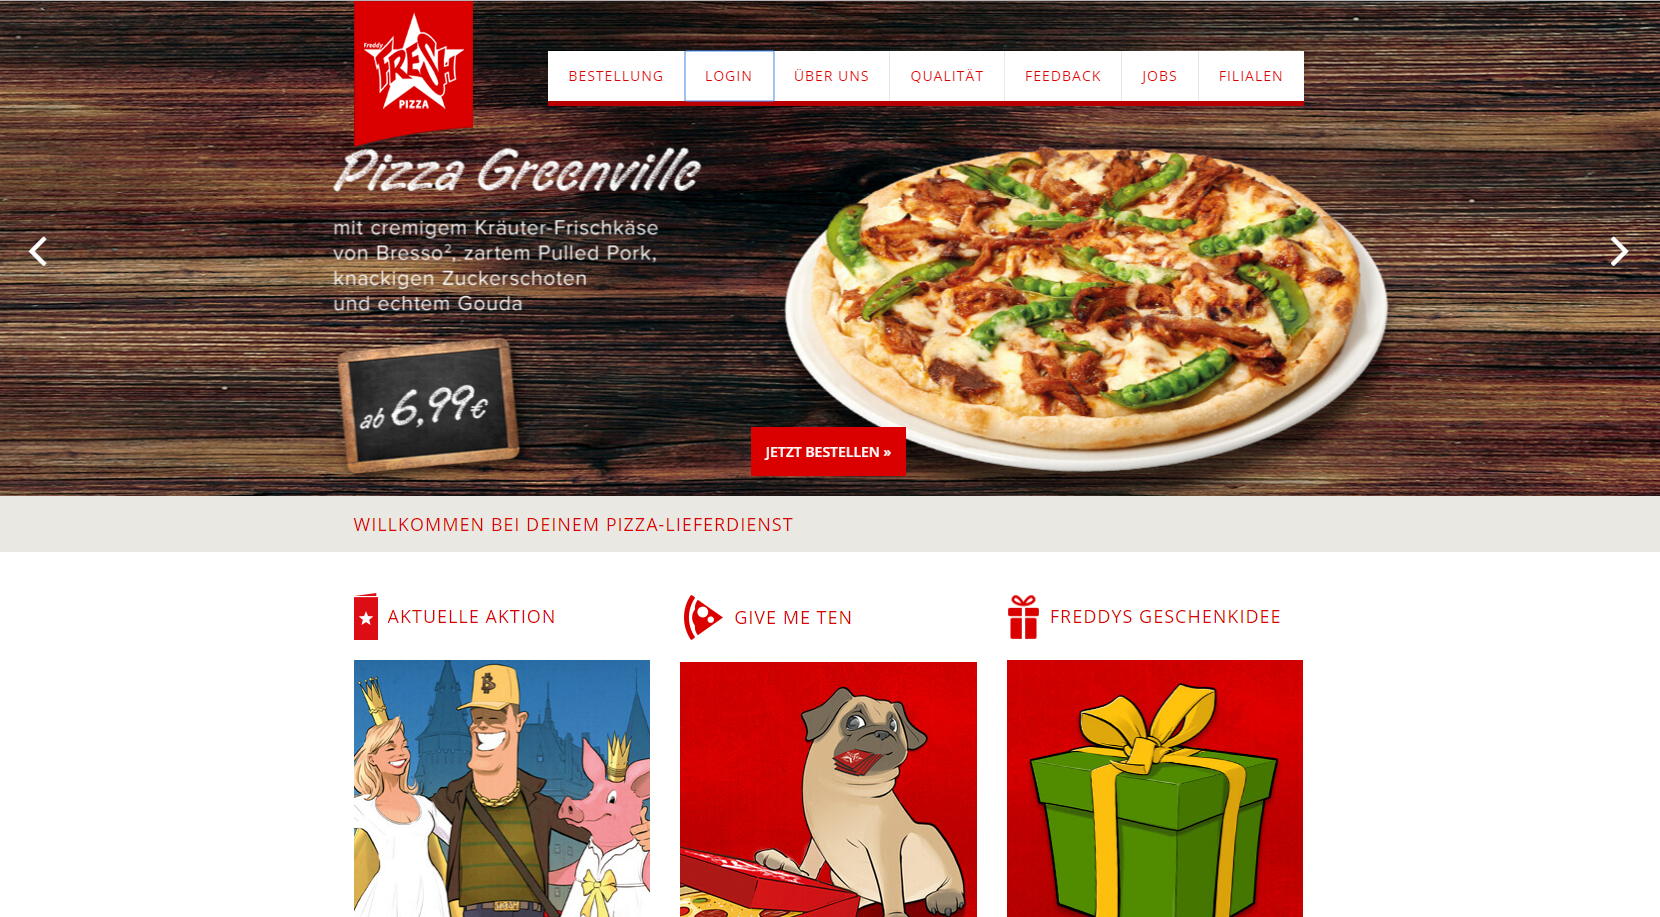 Freddy
FRESH
PIZZA
BESTELLUNG
LOGIN
ÜBER UNS
QUALITÄT
FEEDBACK
JOBS
FILIALEN
Pizza Greenville
mit cremigem Kräuter-Frischkäse
von Bresso², zartem Pulled Pork,
knackigen Zuckerschoten
und echtem Gouda
ab 6,99€
JETZT BESTELLEN »
WILLKOMMEN BEI DEINEM PIZZA-LIEFERDIENST
AKTUELLE AKTION
GIVE ME TEN
FREDDYS GESCHENKIDEE